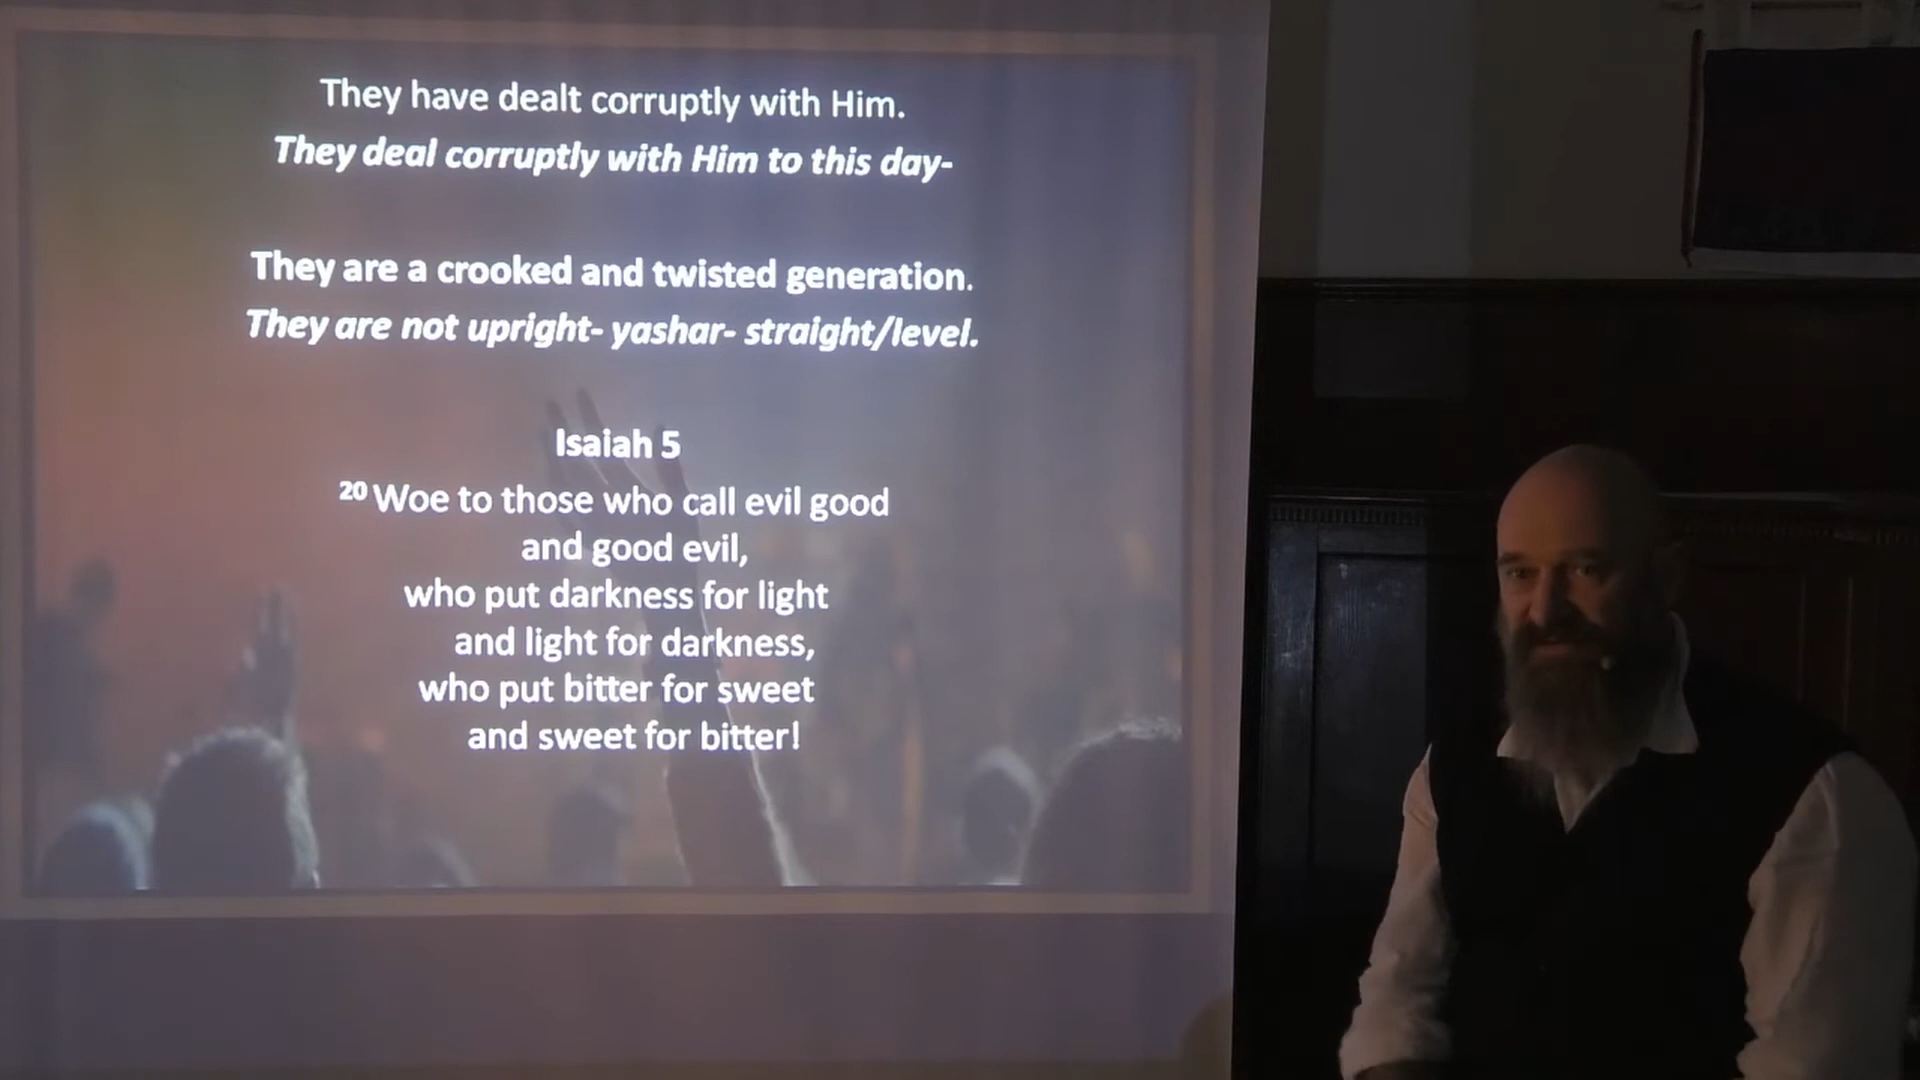 They have dealt corruptly with Him.
They deal corruptly with Him to this day-
They are a crooked and twisted generation.
They are not upright- yashar- straight/level.
Isaiah 5
20 Woe to those who call evil good
and good evil,
who put darkness for light
and light for darkness,
who put bitter for sweet
and sweet for bitter!